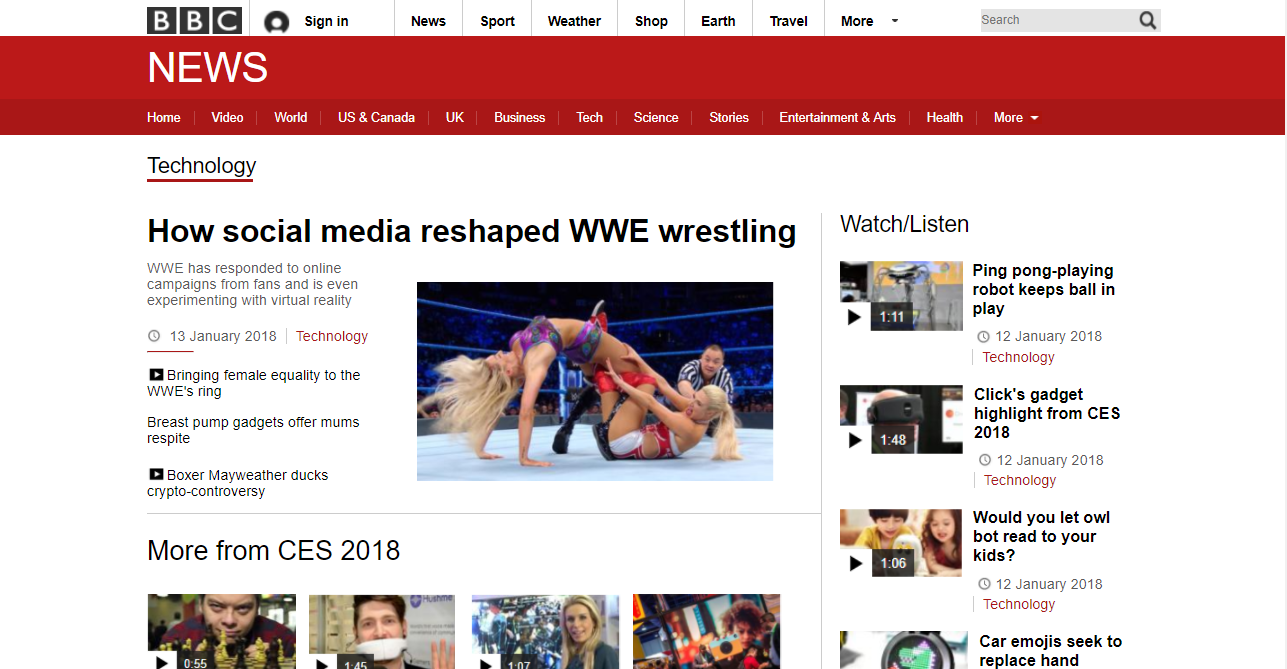 BBC Sign in News Sport Weather Shop Earth Travel More Search
NEWS
Home Video World US & Canada UK Business Tech Science Stories Entertainment & Arts Health More
Technology
How social media reshaped WWE wrestling
WWE has responded to online
campaigns from fans and is even
experimenting with virtual reality
13 January 2018 Technology
Bringing female equality to the
WWE's ring
Breast pump gadgets offer mums
respite
Boxer Mayweather ducks
crypto-controversy
More from CES 2018
0:55
1:45
1:07
Watch/Listen
1:11
Ping pong-playing
robot keeps ball in
play
12 January 2018
Technology
1:48
Click's gadget
highlight from CES
2018
12 January 2018
Technology
1:06
Would you let owl
bot read to your
kids?
12 January 2018
Technology
Car emojis seek to
replace hand